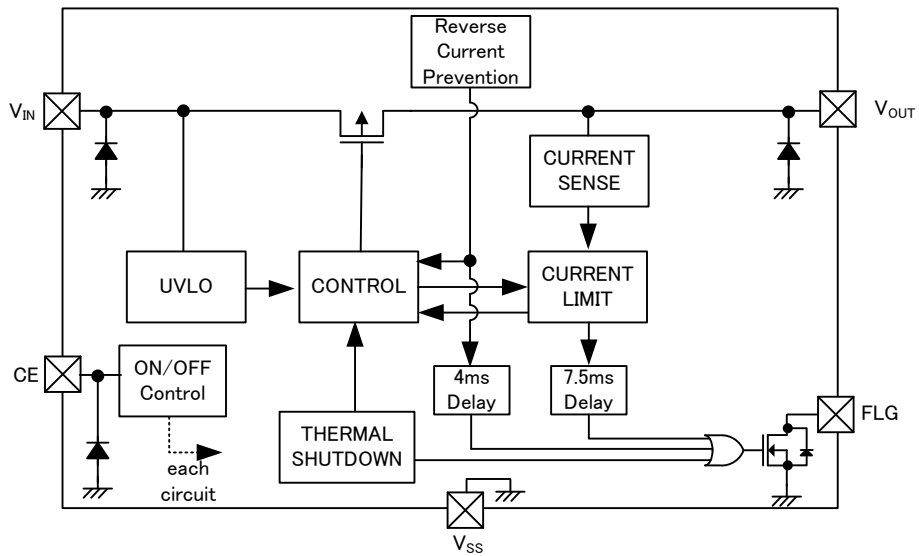 Reverse
Current
Prevention
VIN
VOUT
CURRENT
SENSE
UVLO
CONTROL
CURRENT
LIMIT
CE
ON/OFF
Control
4ms
Delay
7.5ms
Delay
FLG
THERMAL
SHUTDOWN
each
circuit
VSS